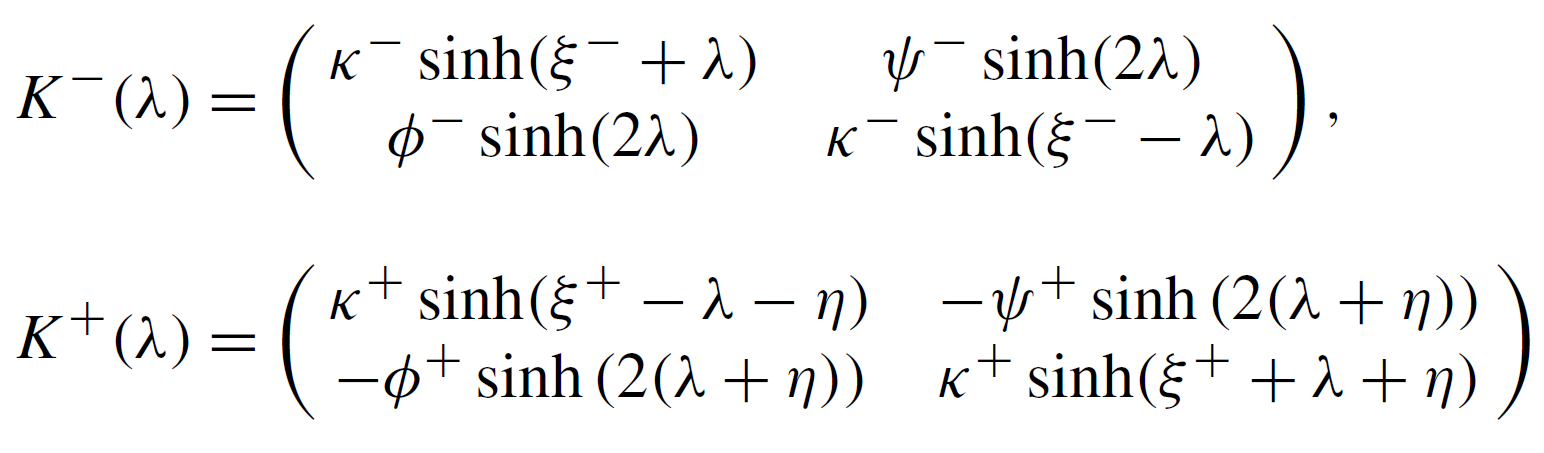 K⁻(λ) = ( κ⁻ sinh(ξ⁻ + λ) ψ⁻ sinh(2λ)
φ⁻ sinh(2λ) κ⁻ sinh(ξ⁻ − λ) ) ,
K⁺(λ) = ( κ⁺ sinh(ξ⁺ − λ − η) −ψ⁺ sinh (2(λ + η))
−φ⁺ sinh (2(λ + η)) κ⁺ sinh(ξ⁺ + λ + η) )